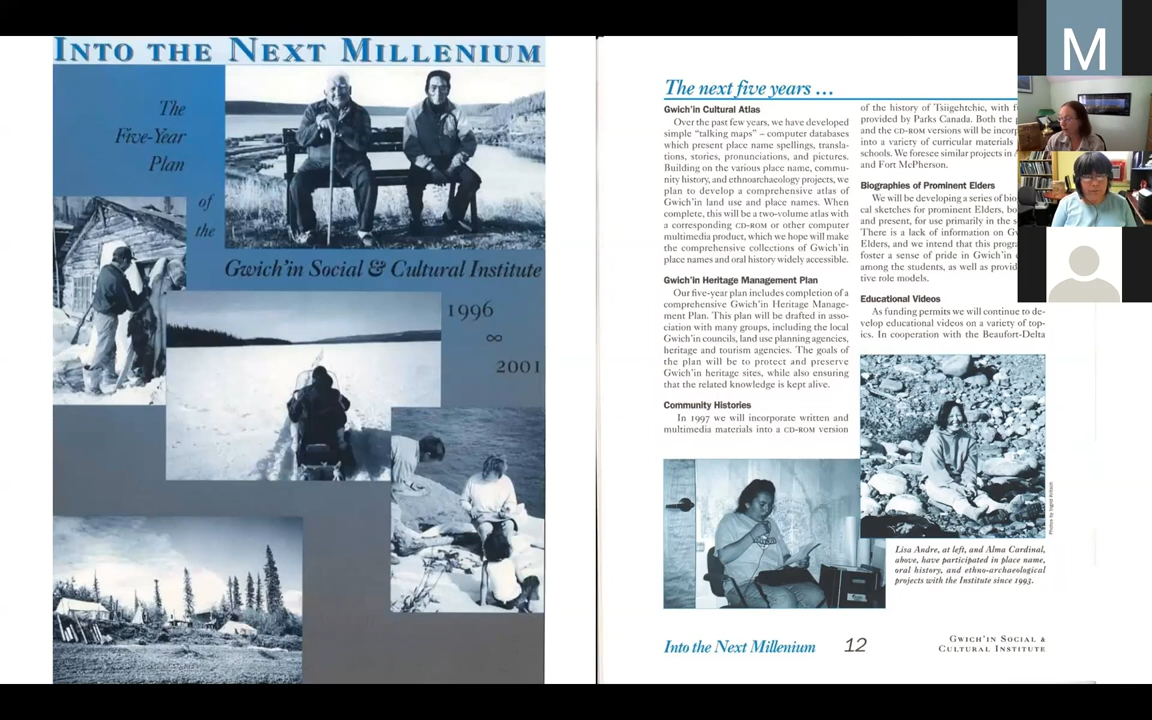 INTO THE NEXT MILLENIUM
The
Five-Year
Plan
of
the
Gwich'in Social & Cultural Institute
1996
∞
2001
The next five years ...
Gwich'in Cultural Atlas
Over the past few years, we have developed
simple “talking maps” – computer databases
which present place name spellings, transla-
tions, stories, pronunciations, and pictures.
Building on the various place name, commu-
nity history, and ethnoarchaeology projects, we
plan to develop a comprehensive atlas of
Gwich'in land use and place names. When
complete, this will be a two-volume atlas with
a corresponding CD-ROM or other computer
multimedia product, which we hope will make
the comprehensive collections of Gwich'in
place names and oral history widely accessible.
Gwich'in Heritage Management Plan
Our five-year plan includes completion of a
comprehensive Gwich'in Heritage Manage-
ment Plan. This plan will be drafted in asso-
ciation with many groups, including the local
Gwich'in councils, land use planning agencies,
heritage and tourism agencies. The goals of
the plan will be to protect and preserve
Gwich'in heritage sites, while also ensuring
that the related knowledge is kept alive.
Community Histories
In 1997 we will incorporate written and
multimedia materials into a CD-ROM version
of the history of Tsiigehtchic, with f
provided by Parks Canada. Both the
and the CD-ROM versions will be incorp
into a variety of curricular materials
schools. We foresee similar projects in
and Fort McPherson.
Biographies of Prominent Elders
We will be developing a series of bio
cal sketches for prominent Elders, bo
and present, for use primarily in the s
There is a lack of information on Gw
Elders, and we intend that this progra
foster a sense of pride in Gwich'in
among the students, as well as provid
tive role models.
Educational Videos
As funding permits we will continue to de-
velop educational videos on a variety of top-
ics. In cooperation with the Beaufort-Delta
Lisa Andre, at left, and Alma Cardinal,
above, have participated in place name,
oral history, and ethno-archaeological
projects with the Institute since 1993.
Into the Next Millenium
12
GWICH'IN SOCIAL &
CULTURAL INSTITUTE
M